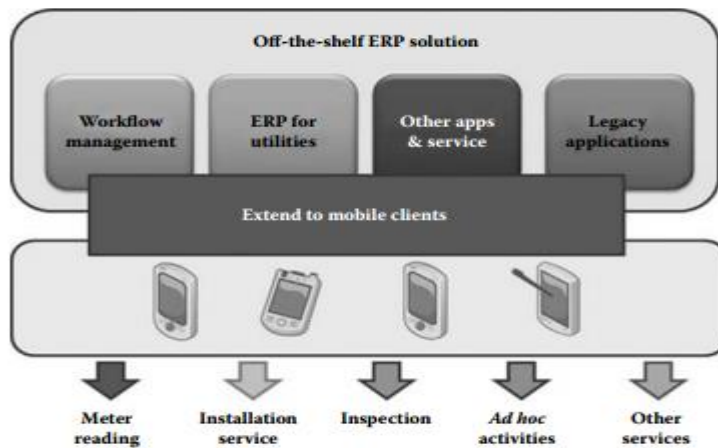 Off-the-shelf ERP solution
Workflow
management
ERP for
utilities
Other apps
& service
Legacy
applications
Extend to mobile clients
Meter
reading
Installation
service
Inspection
Ad hoc
activities
Other
services